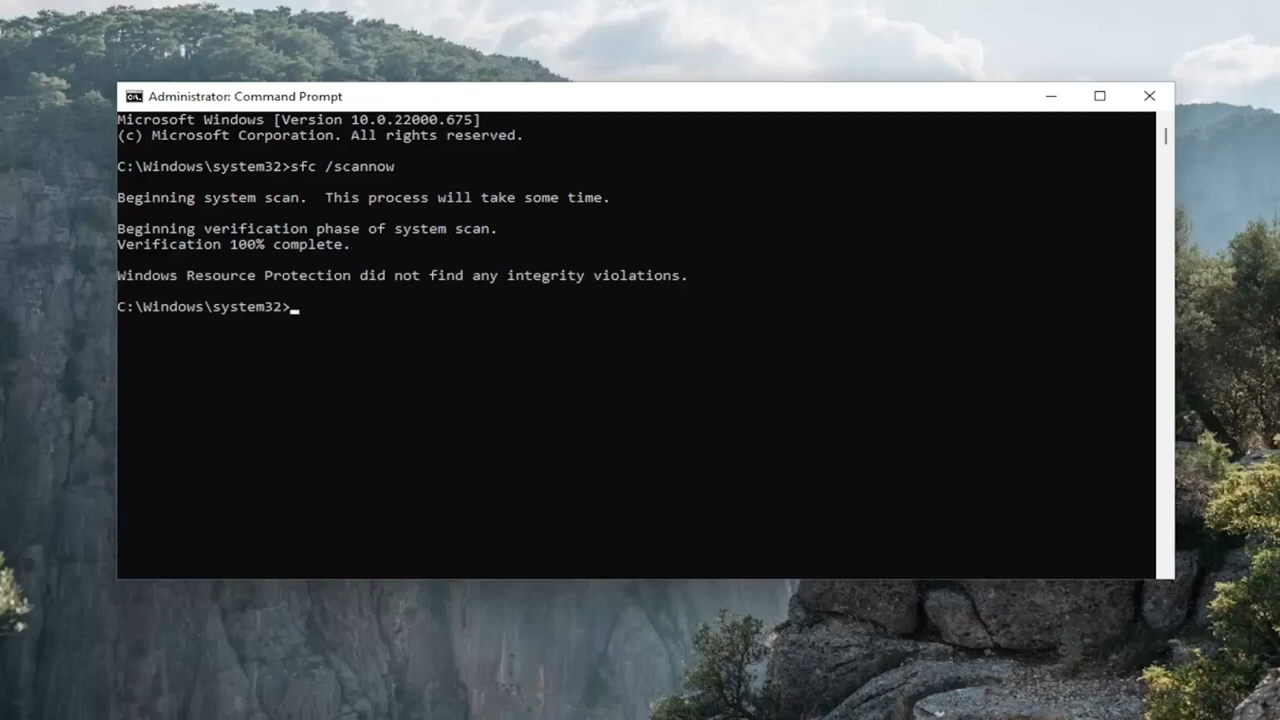 Administrator: Command Prompt
Microsoft Windows [Version 10.0.22000.675]
(c) Microsoft Corporation. All rights reserved.
C:\Windows\system32>sfc /scannow
Beginning system scan.  This process will take some time.
Beginning verification phase of system scan.
Verification 100% complete.
Windows Resource Protection did not find any integrity violations.
C:\Windows\system32>